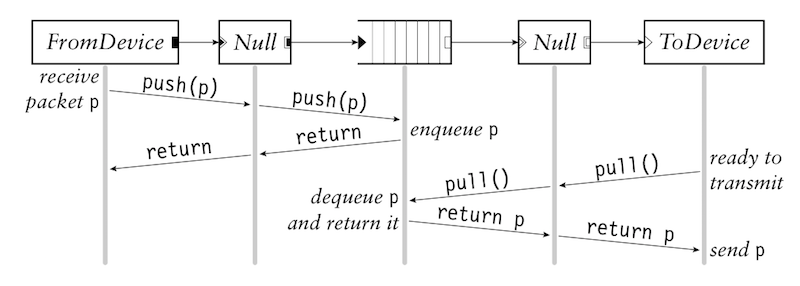 FromDevice
Null
Null
ToDevice
receive
packet p
push(p)
push(p)
enqueue p
return
return
ready to
transmit
pull()
pull()
dequeue p
and return it
return p
return p
send p